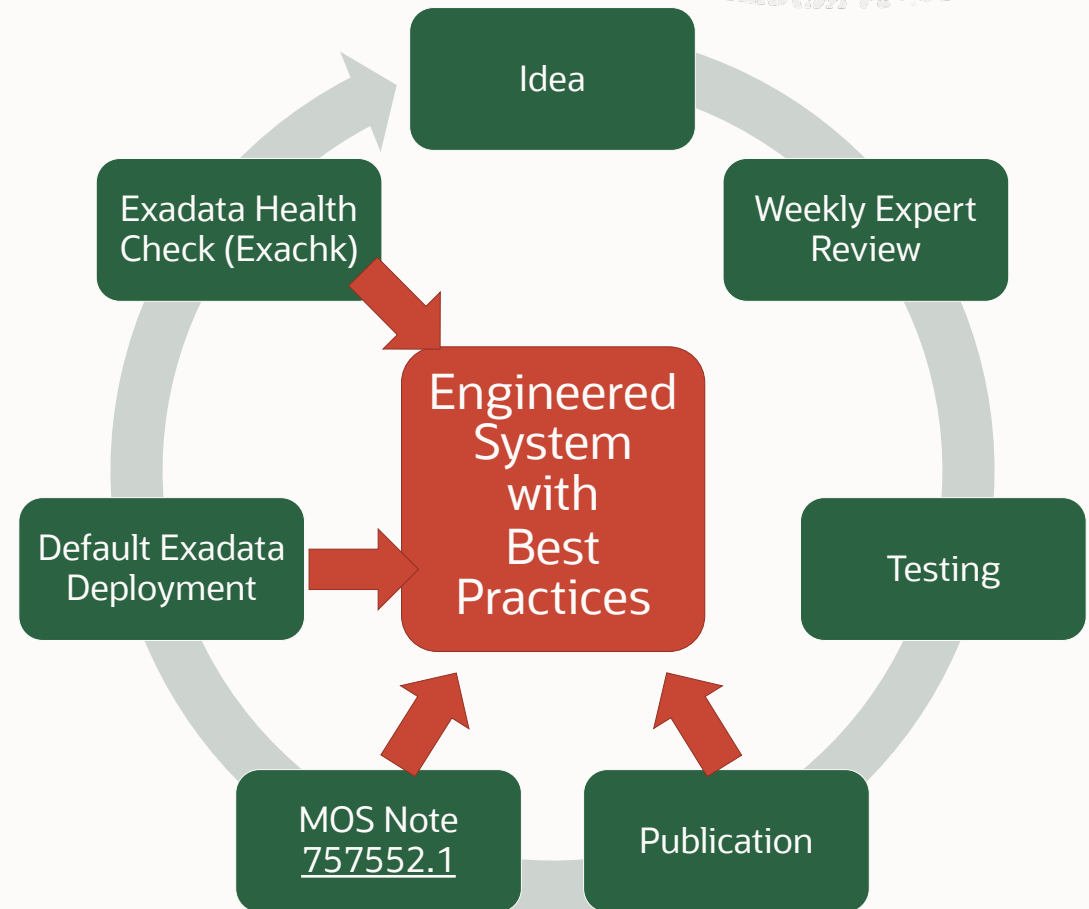 Idea
Weekly Expert
Review
Testing
Publication
MOS Note
757552.1
Default Exadata
Deployment
Exadata Health
Check (Exachk)
Engineered
System
with
Best
Practices